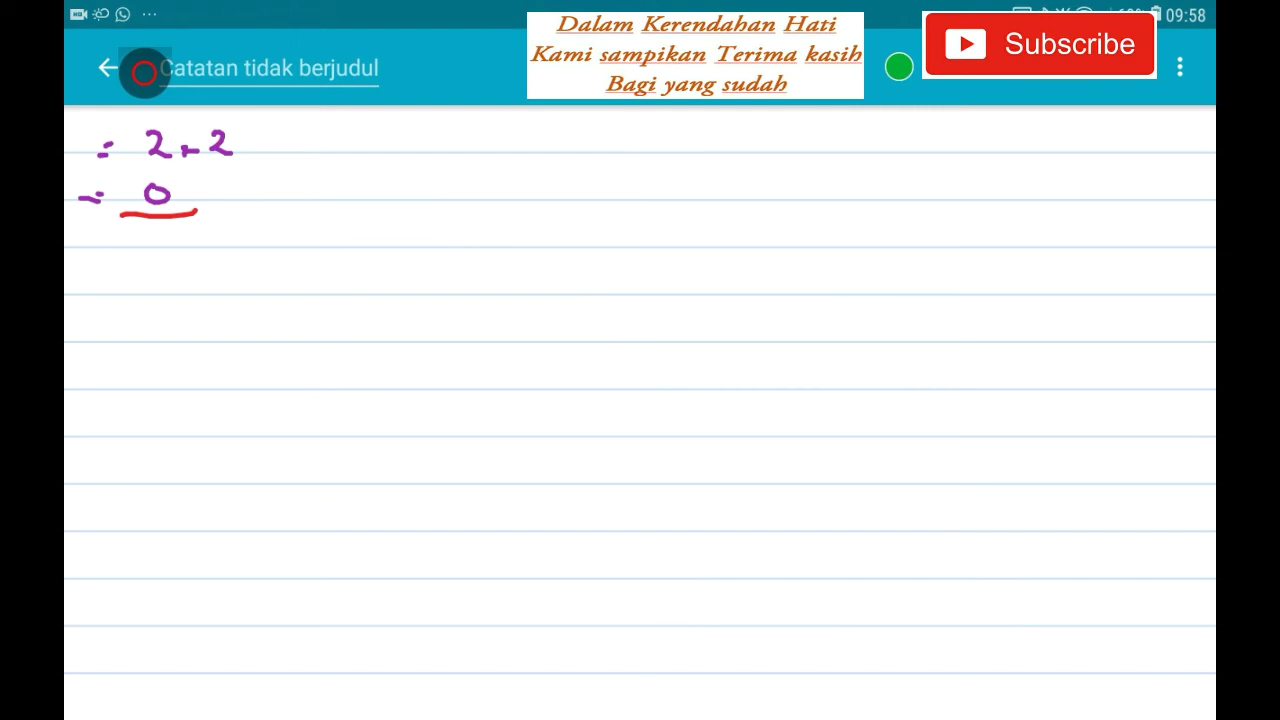 09:58
Dalam Kerendahan Hati
Kami sampikan Terima kasih
Bagi yang sudah
Subscribe
Catatan tidak berjudul
= 2 - 2
= 0